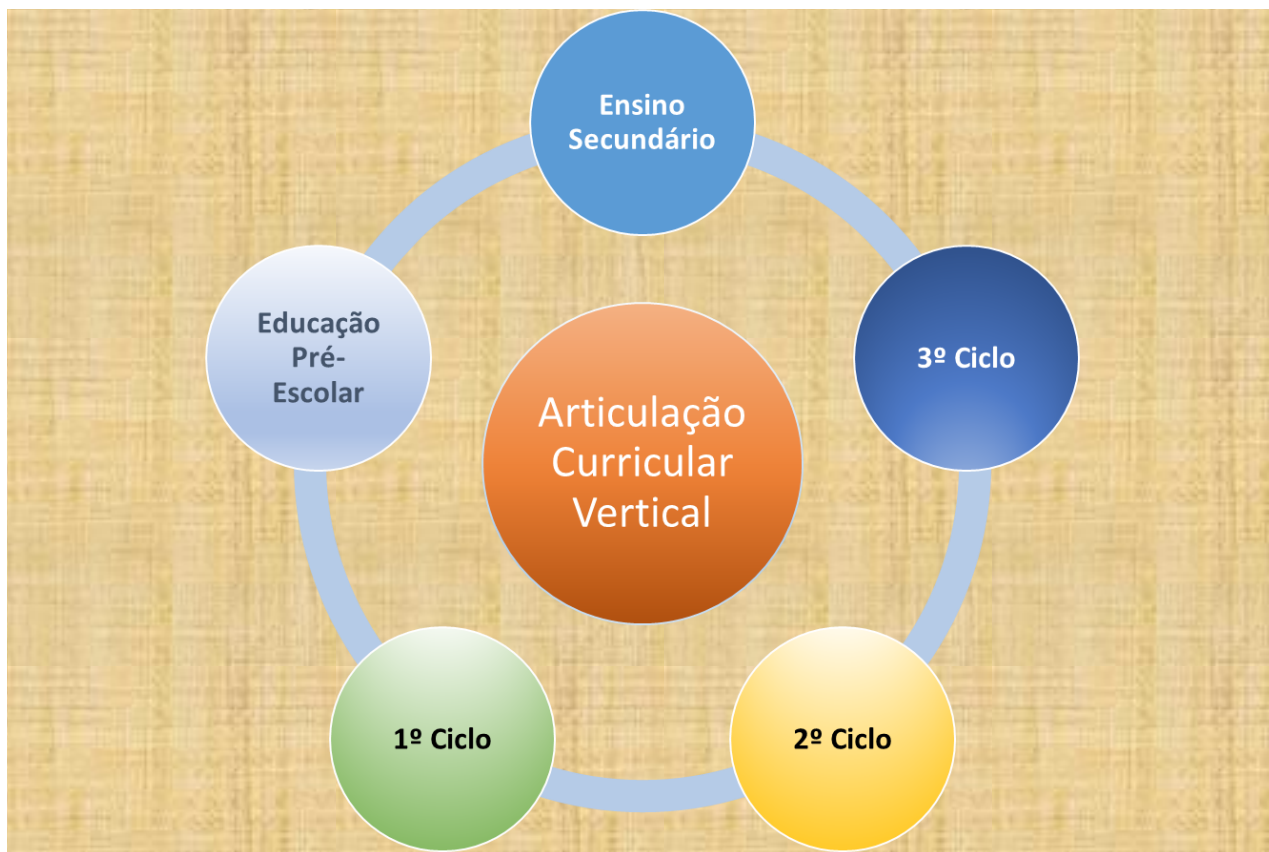 Ensino
Secundário
Educação
Pré-
Escolar
3º Ciclo
Articulação
Curricular
Vertical
1º Ciclo
2º Ciclo